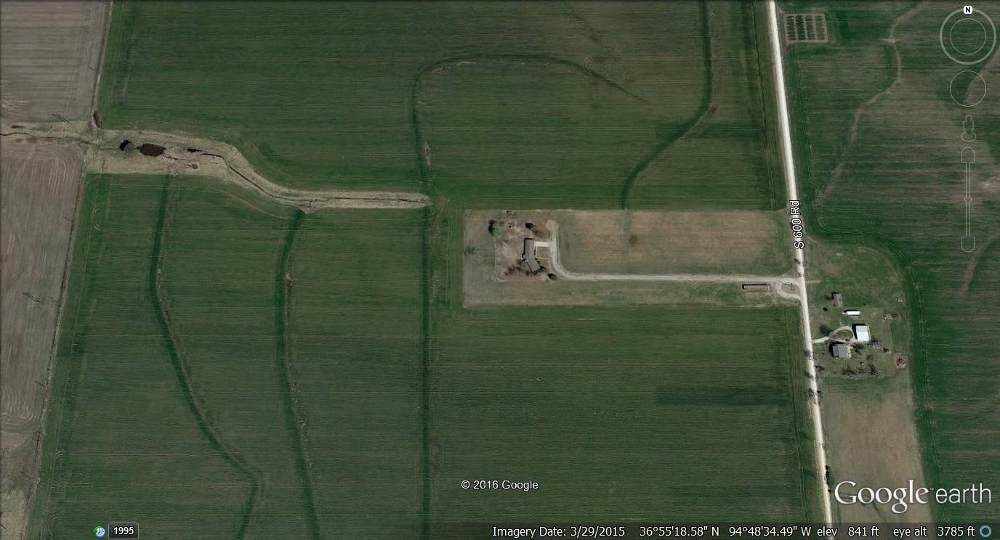 N
S 600 Rd
© 2016 Google
Google earth
1995
Imagery Date: 3/29/2015 36°55'18.58" N 94°48'34.49" W elev 841 ft eye alt 3785 ft